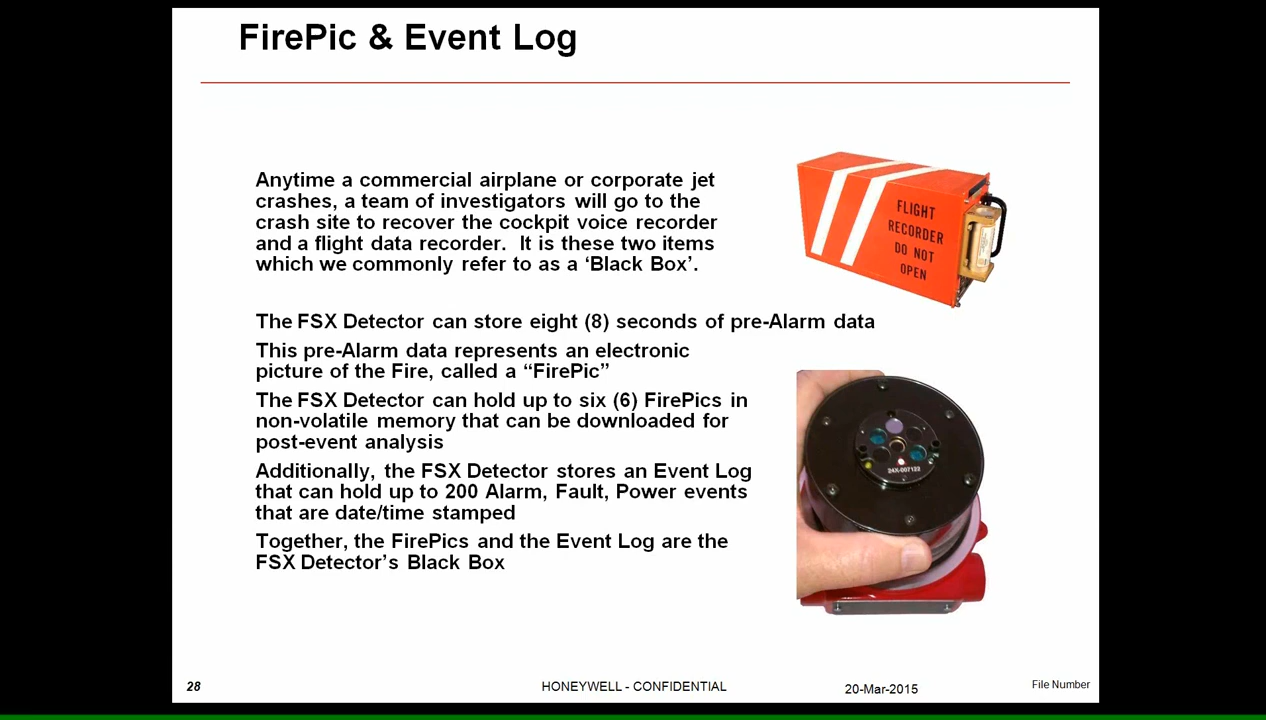 FirePic & Event Log
Anytime a commercial airplane or corporate jet
crashes, a team of investigators will go to the
crash site to recover the cockpit voice recorder
and a flight data recorder.  It is these two items
which we commonly refer to as a ‘Black Box’.
FLIGHT
RECORDER
DO NOT
OPEN
The FSX Detector can store eight (8) seconds of pre-Alarm data
This pre-Alarm data represents an electronic
picture of the Fire, called a “FirePic”
The FSX Detector can hold up to six (6) FirePics in
non-volatile memory that can be downloaded for
post-event analysis
Additionally, the FSX Detector stores an Event Log
that can hold up to 200 Alarm, Fault, Power events
that are date/time stamped
Together, the FirePics and the Event Log are the
FSX Detector’s Black Box
24X-007122
28
HONEYWELL - CONFIDENTIAL
20-Mar-2015
File Number